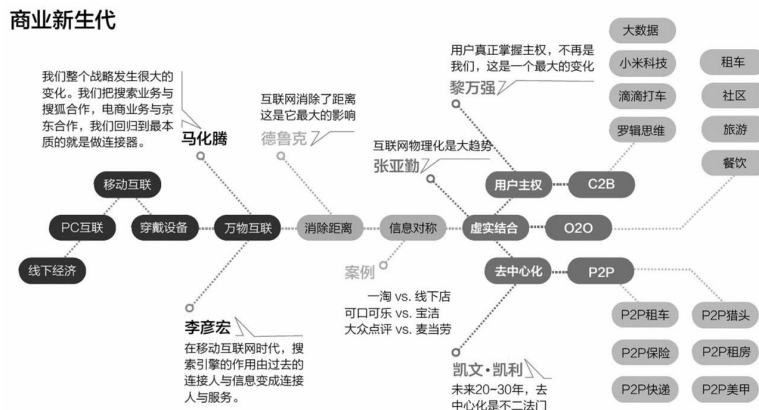 商业新生代
我们整个战略发生很大的
变化。我们把搜索业务与
搜狐合作，电商业务与京
东合作，我们回归到最本
质的就是做连接器。
马化腾
互联网消除了距离
这是它最大的影响
德鲁克
用户真正掌握主权，不再是
我们，这是一个最大的变化
黎万强
互联网物理化是大趋势
张亚勤
大数据
小米科技
滴滴打车
罗辑思维
租车
社区
旅游
餐饮
移动互联
PC互联
穿戴设备
线下经济
万物互联
消除距离
信息对称
虚实结合
用户主权
C2B
O2O
去中心化
P2P
案例
一淘 vs. 线下店
可口可乐 vs. 宝洁
大众点评 vs. 麦当劳
李彦宏
在移动互联网时代，搜
索引擎的作用由过去的
连接人与信息变成连接
人与服务。
凯文·凯利
未来20~30年，去
中心化是不二法门
P2P租车
P2P保险
P2P快递
P2P猎头
P2P租房
P2P美甲